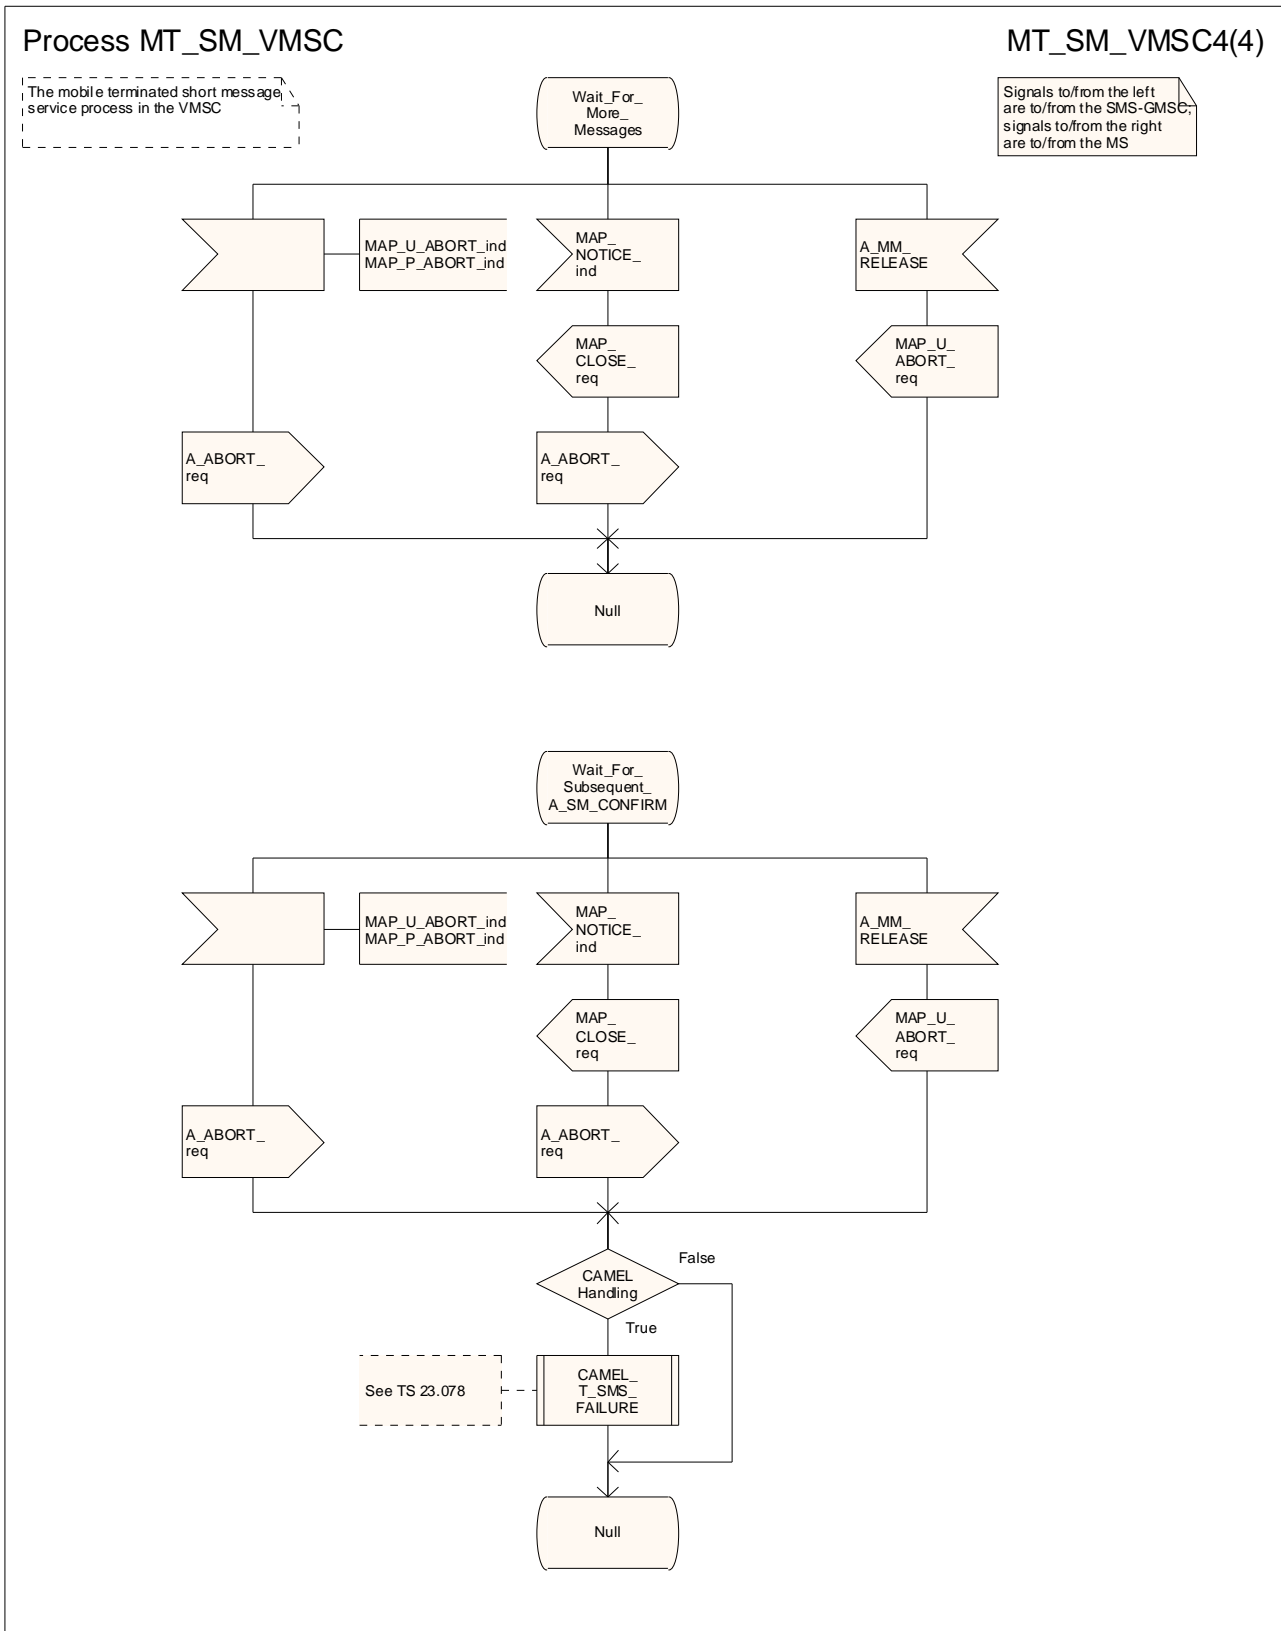 Process MT_SM_VMSC
MT_SM_VMSC4(4)
The mobile terminated short message
service process in the VMSC
Wait_For_
More_
Messages
Signals to/from the left
are to/from the SMS-GMSC;
signals to/from the right
are to/from the MS
MAP_U_ABORT_ind
MAP_P_ABORT_ind
MAP_
NOTICE_
ind
A_MM_
RELEASE
MAP_
CLOSE_
req
MAP_U_
ABORT_
req
A_ABORT_
req
A_ABORT_
req
Null
Wait_For_
Subsequent_
A_SM_CONFIRM
MAP_U_ABORT_ind
MAP_P_ABORT_ind
MAP_
NOTICE_
ind
A_MM_
RELEASE
MAP_
CLOSE_
req
MAP_U_
ABORT_
req
A_ABORT_
req
A_ABORT_
req
False
CAMEL
Handling
True
See TS 23.078
CAMEL_
T_SMS_
FAILURE
Null